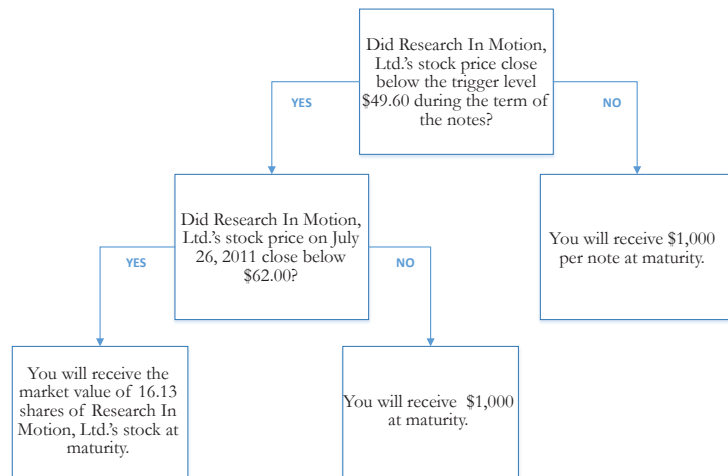 Did Research In Motion,
Ltd.'s stock price close
below the trigger level
$49.60 during the term of
the notes?
YES
NO
Did Research In Motion,
Ltd.'s stock price on July
26, 2011 close below
$62.00?
You will receive $1,000
per note at maturity.
YES
NO
You will receive the
market value of 16.13
shares of Research In
Motion, Ltd.'s stock at
maturity.
You will receive $1,000
at maturity.